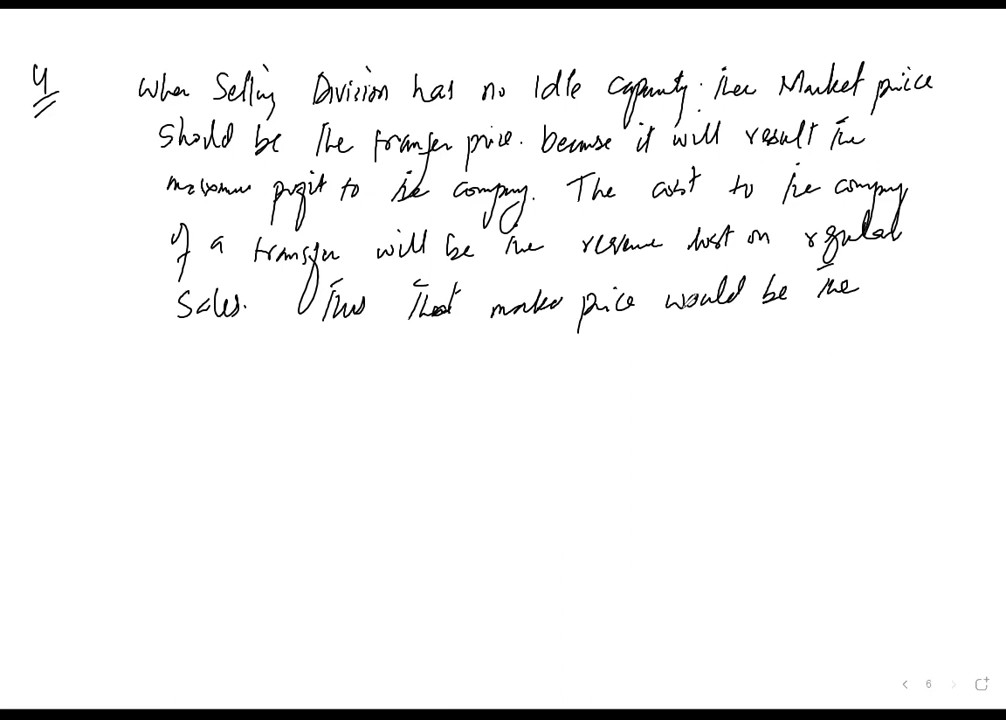 4
When Selling Division has no Idle capacity. the Market price
should be the transfer price. because it will result the
maximum profit to the company. The cost to the company
of a transfer will be the revenue lost on regular
Sales. Thus That market price would be the
6